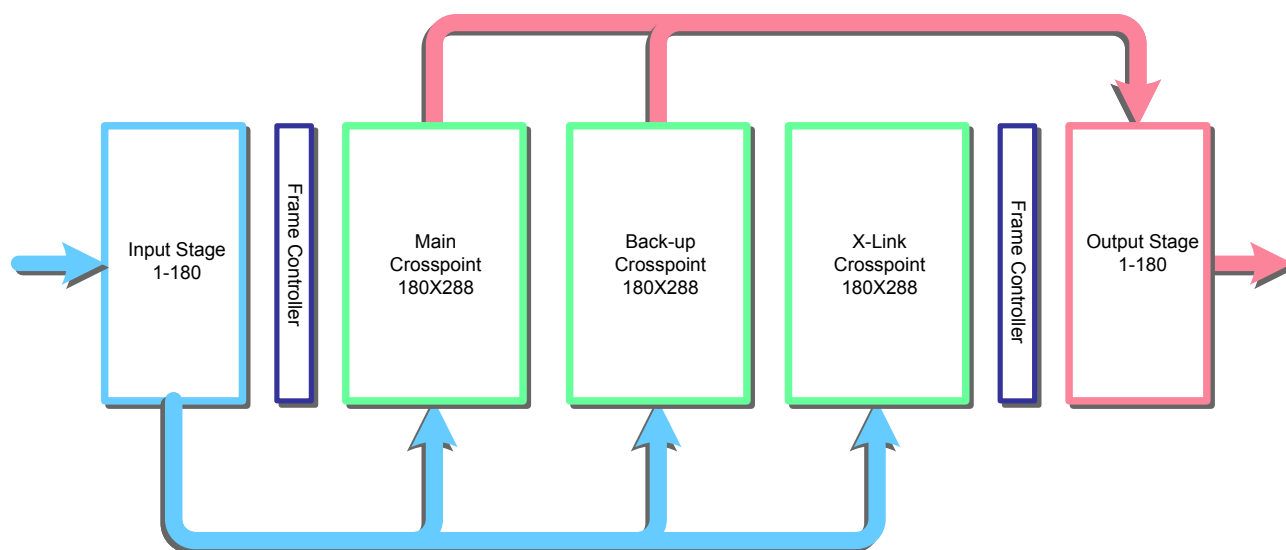 Input Stage
1-180
Frame Controller
Main
Crosspoint
180X288
Back-up
Crosspoint
180X288
X-Link
Crosspoint
180X288
Frame Controller
Output Stage
1-180